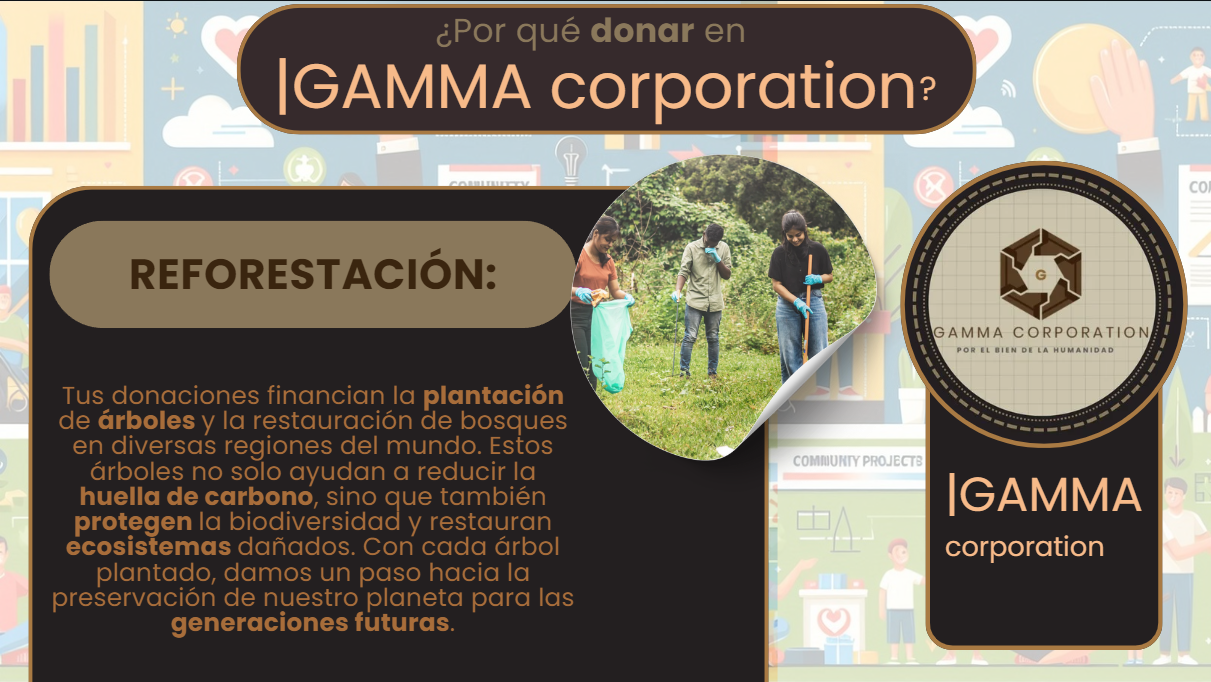 ¿Por qué donar en
|GAMMA corporation?
COMMUNITY
REFORESTACIÓN:
Tus donaciones financian la plantación
de árboles y la restauración de bosques
en diversas regiones del mundo. Estos
árboles no solo ayudan a reducir la
huella de carbono, sino que también
protegen la biodiversidad y restauran
ecosistemas dañados. Con cada árbol
plantado, damos un paso hacia la
preservación de nuestro planeta para las
generaciones futuras.
G
GAMMA CORPORATION
POR EL BIEN DE LA HUMANIDAD
COMMUNTY PROJECTS
|GAMMA
corporation